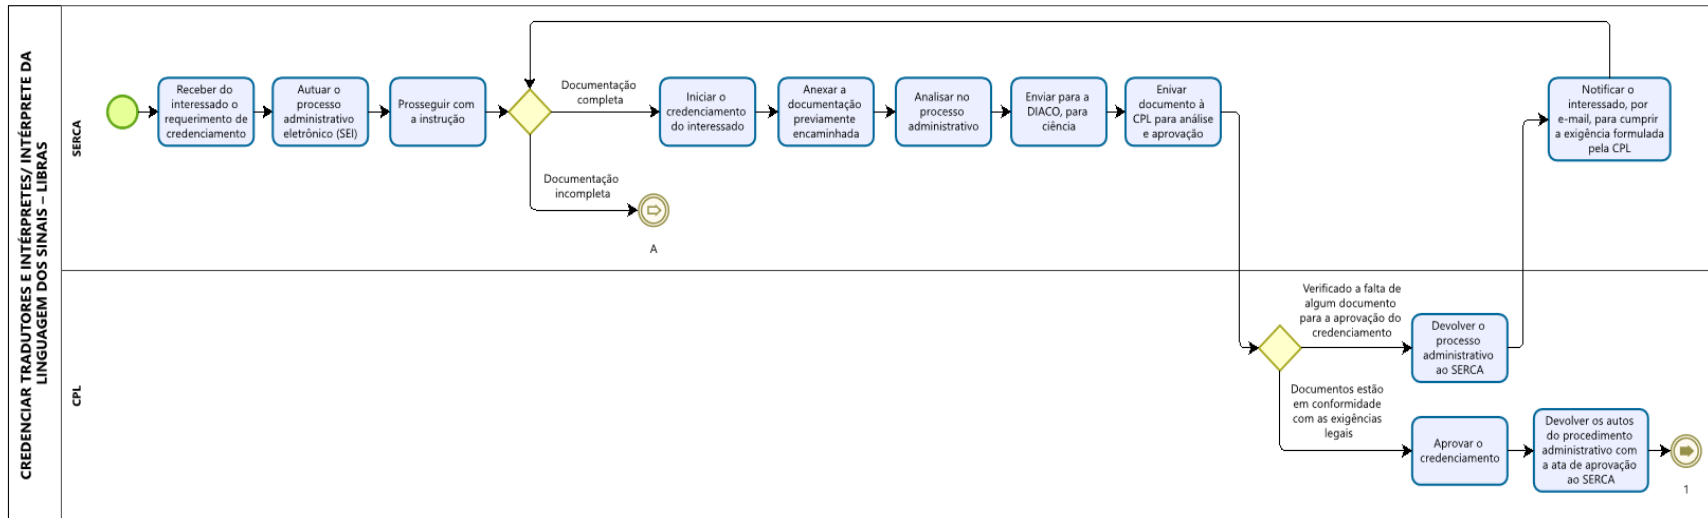 CREDENCIAR TRADUTORES E INTÉRPRETES/ INTÉRPRETE DA
LINGUAGEM DOS SINAIS – LIBRAS
SERCA
Receber do
interessado o
requerimento de
credenciamento
Autuar o
processo
administrativo
eletrônico (SEI)
Prosseguir com
a instrução
Documentação
completa
Documentação
incompleta
A
Iniciar o
credenciamento
do interessado
Anexar a
documentação
previamente
encaminhada
Analisar no
processo
administrativo
Enviar para a
DIACO, para
ciência
Enivar
documento à
CPL para análise
e aprovação
Notificar o
interessado, por
e-mail, para cumprir
a exigência formulada
pela CPL
CPL
Verificado a falta de
algum documento
para a aprovação do
credenciamento
Devolver o
processo
administrativo
ao SERCA
Documentos estão
em conformidade
com as exigências
legais
Aprovar o
credenciamento
Devolver os autos
do procedimento
administrativo com
a ata de aprovação
ao SERCA
1